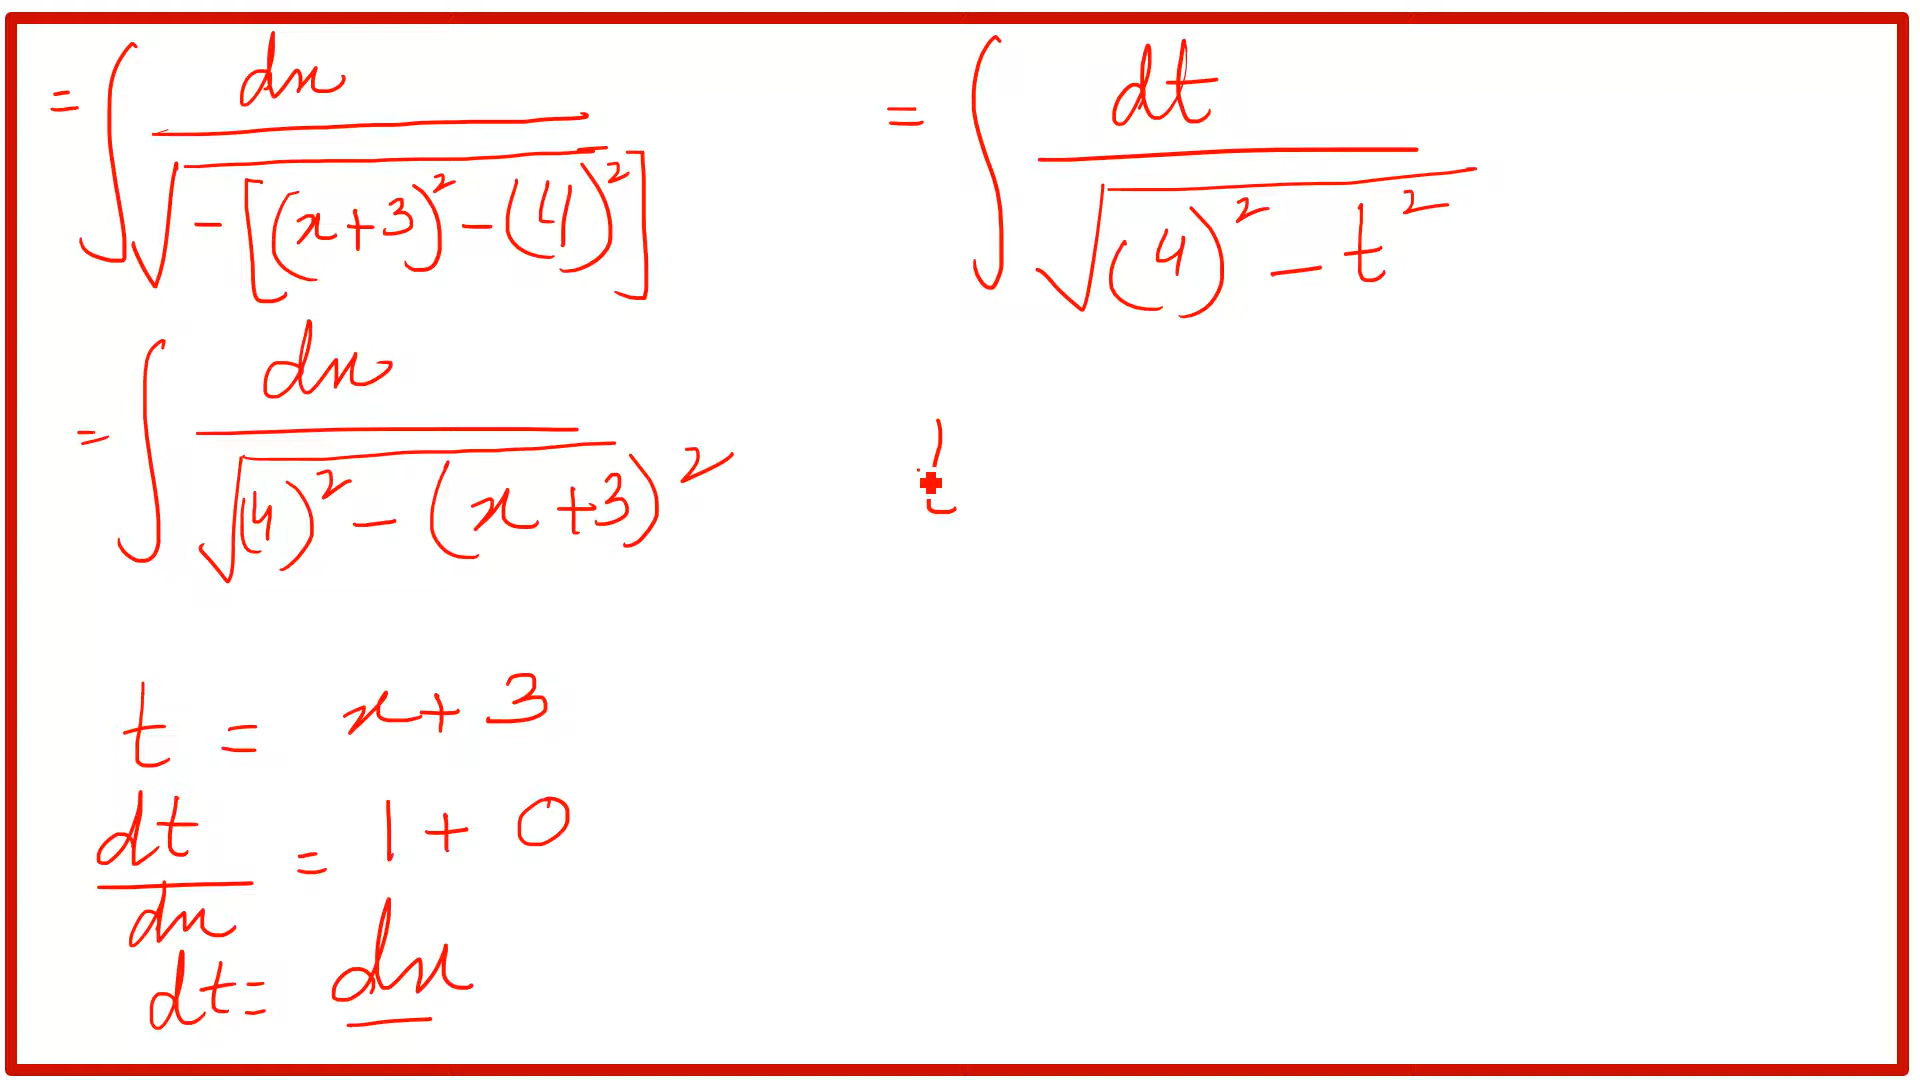 = ∫ dx / √(-[(x+3)² - (4)²])
= ∫ dx / √((4)² - (x+3)²)
t = x+3
dt/dx = 1+0
dt = dx
= ∫ dt / √((4)² - t²)
t